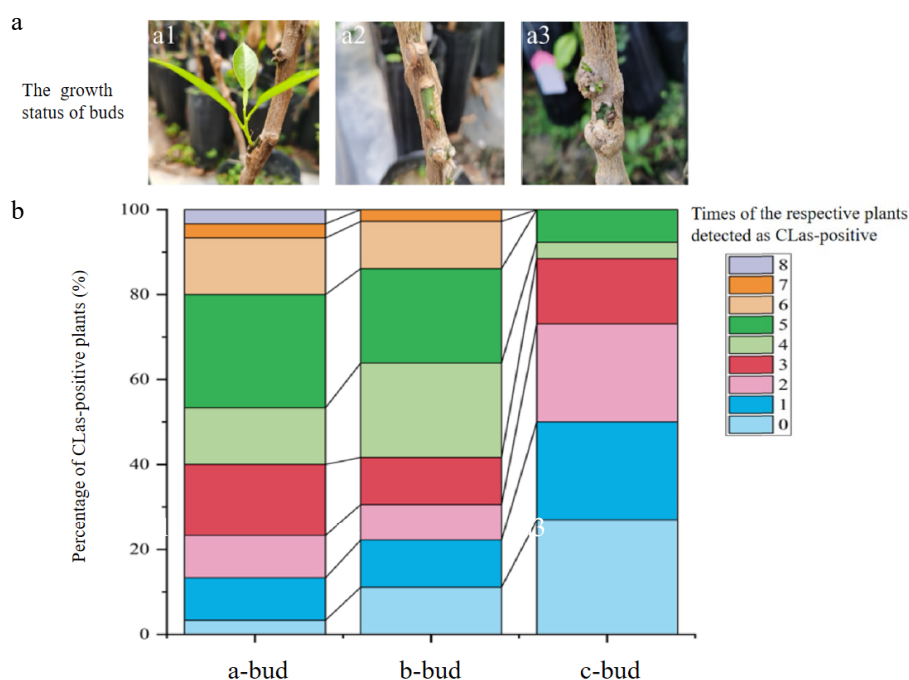 a
a1
a2
a3
The growth
status of buds
b
Times of the respective plants
detected as CLas-positive
8
7
6
5
4
3
2
1
0
Percentage of CLas-positive plants (%)
100
80
60
40
20
0
3
a-bud
b-bud
c-bud